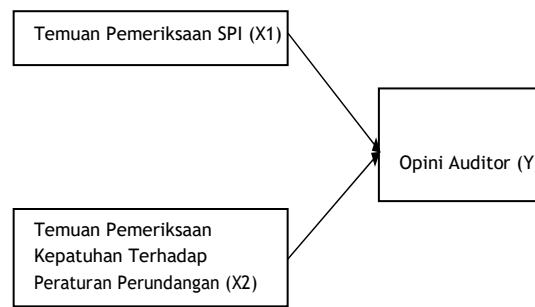 Temuan Pemeriksaan SPI (X1)
Opini Auditor (Y
Temuan Pemeriksaan
Kepatuhan Terhadap
Peraturan Perundangan (X2)